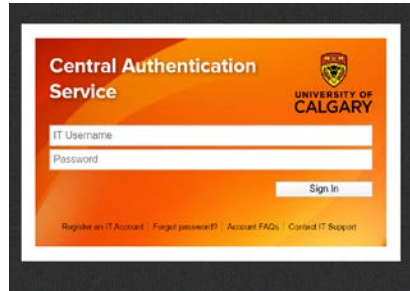 Central Authentication
Service
UNIVERSITY OF
CALGARY
IT Username
Password
Sign In
Register an IT Account | Forgot password? | Account FAQs | Contact IT Support